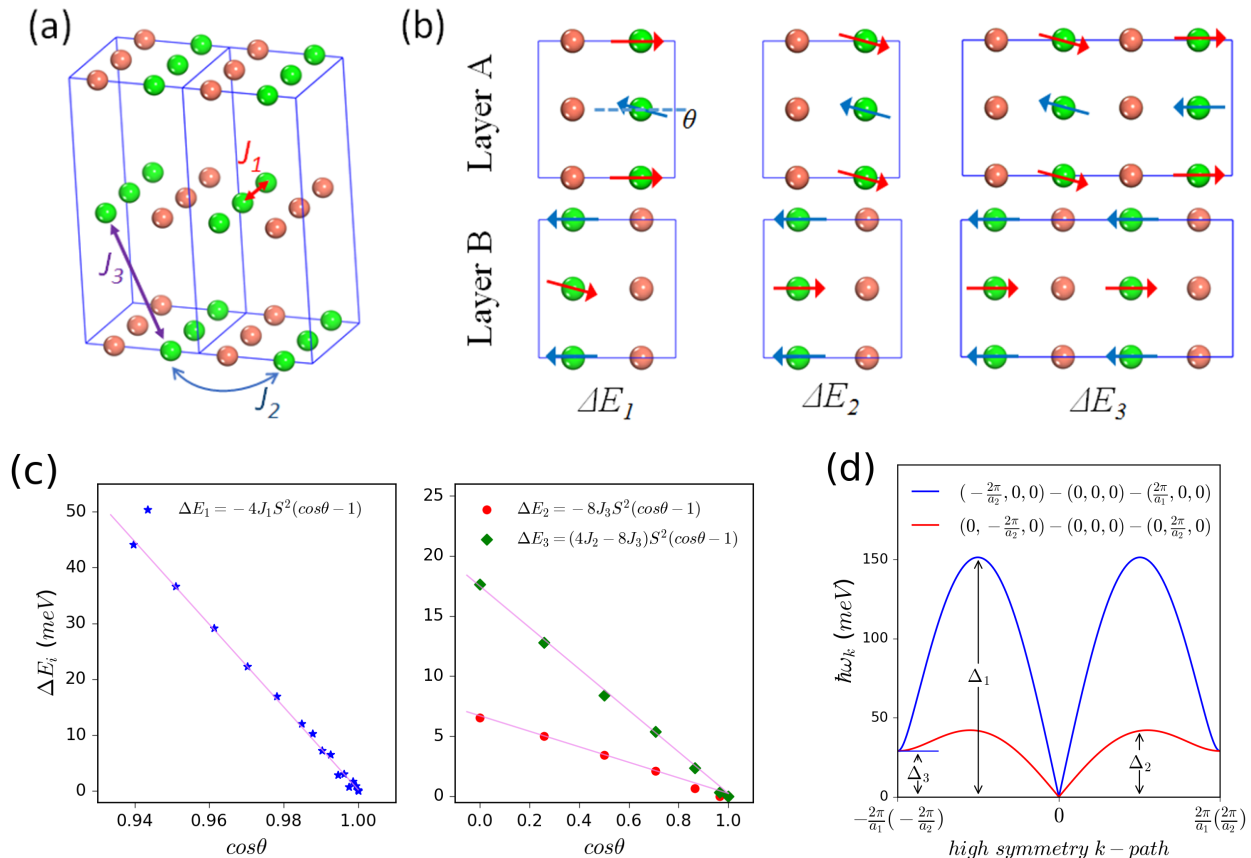 (a)
J₁
J₃
J₂
(b)
Layer A
Layer B
θ
ΔE₁
ΔE₂
ΔE₃
(c)
ΔEᵢ (meV)
50
40
30
20
10
0
0.94
0.96
0.98
1.00
cosθ
ΔE₁ = −4J₁S²(cosθ−1)
25
20
15
10
5
0
0.0
0.2
0.4
0.6
0.8
1.0
cosθ
ΔE₂ = −8J₃S²(cosθ−1)
ΔE₃ = (4J₂ − 8J₃)S²(cosθ−1)
(d)
(−2π/a₂, 0, 0) − (0, 0, 0) − (2π/a₁, 0, 0)
(0, −2π/a₂, 0) − (0, 0, 0) − (0, 2π/a₂, 0)
ħωₖ (meV)
150
100
50
0
Δ₁
Δ₂
Δ₃
−2π/a₁(−2π/a₂)
0
2π/a₁(2π/a₂)
high symmetry k − path